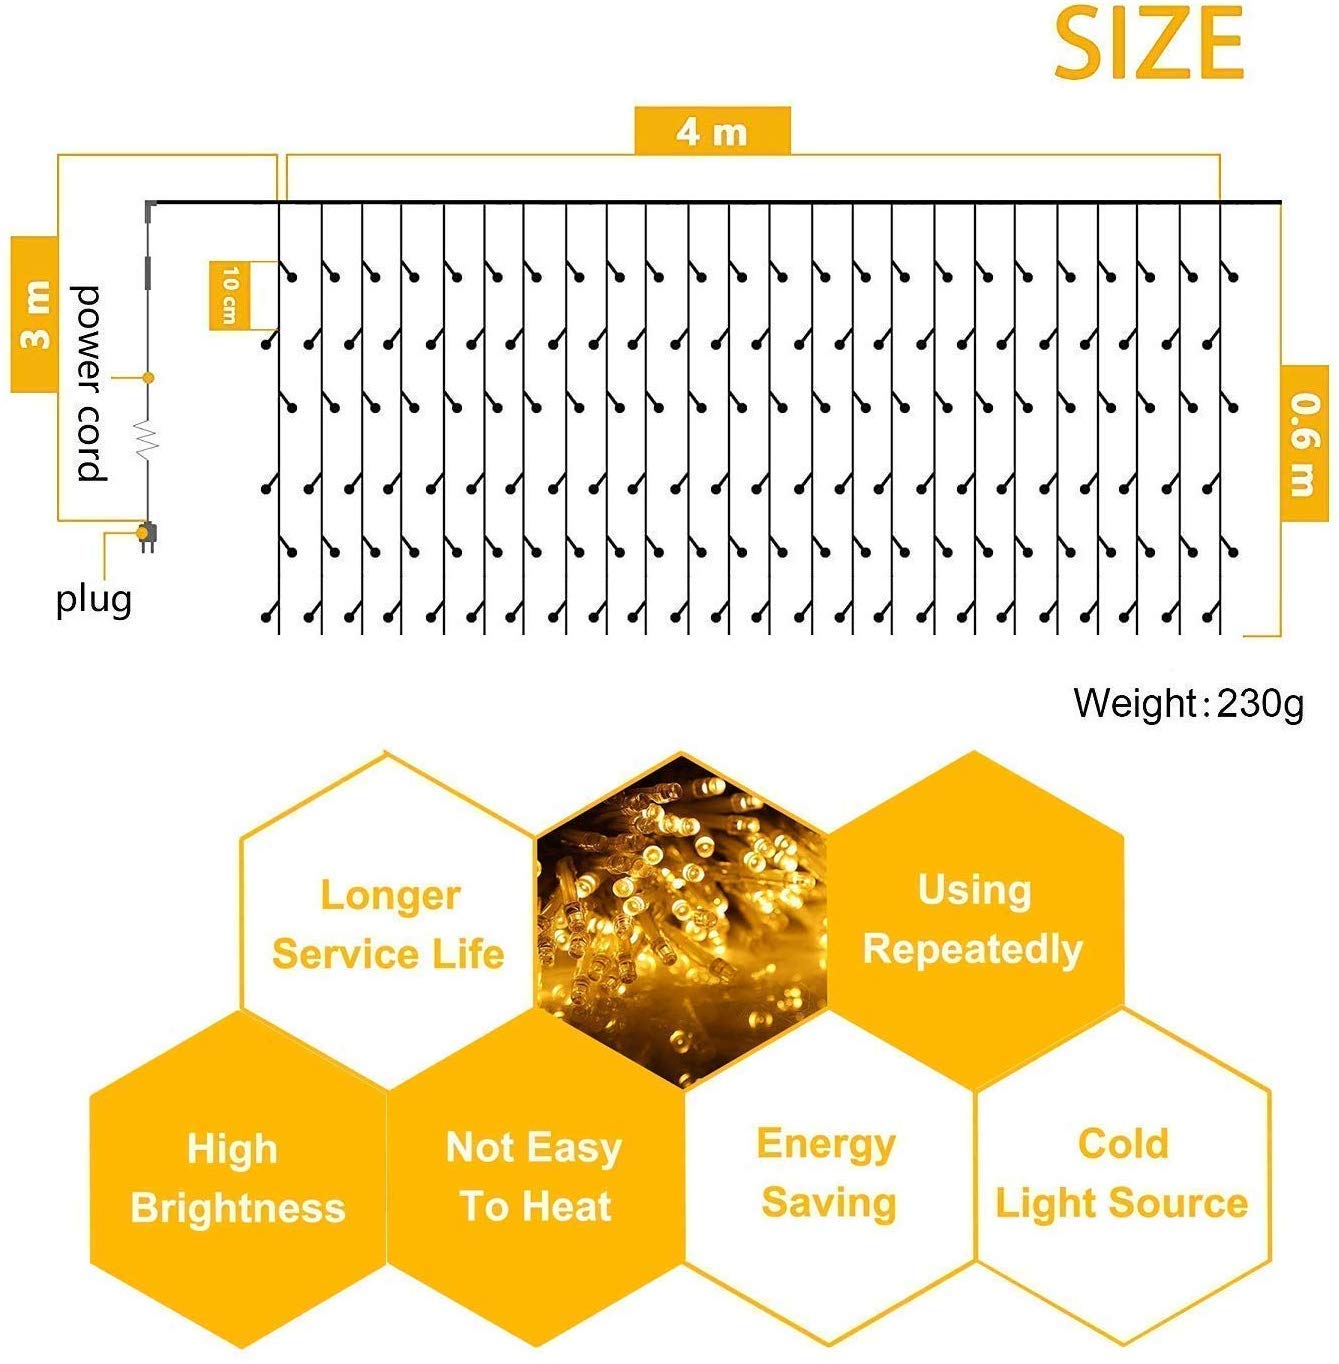 SIZE
4 m
3 m
10 cm
power cord
0.6 m
plug
Weight:230g
Longer
Service Life
Using
Repeatedly
High
Brightness
Not Easy
To Heat
Energy
Saving
Cold
Light Source